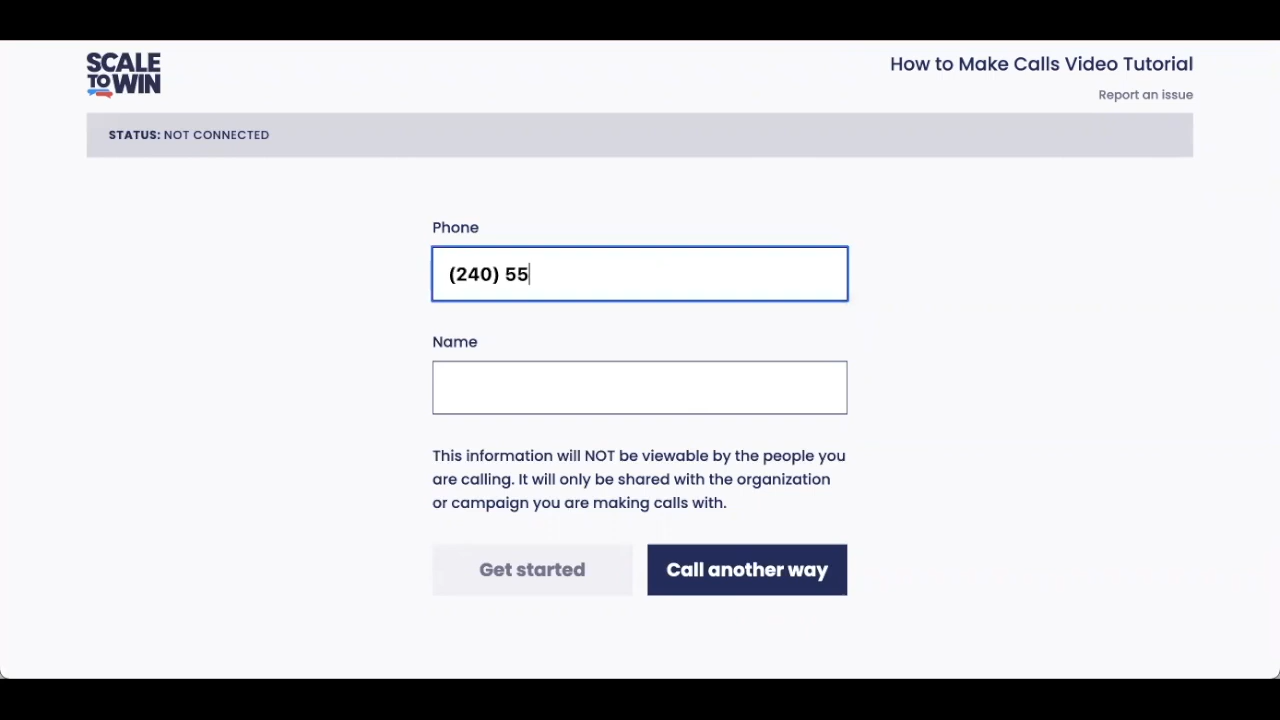 SCALE
TO WIN
How to Make Calls Video Tutorial
Report an issue
STATUS: NOT CONNECTED
Phone
(240) 55
Name
This information will NOT be viewable by the people you
are calling. It will only be shared with the organization
or campaign you are making calls with.
Get started
Call another way